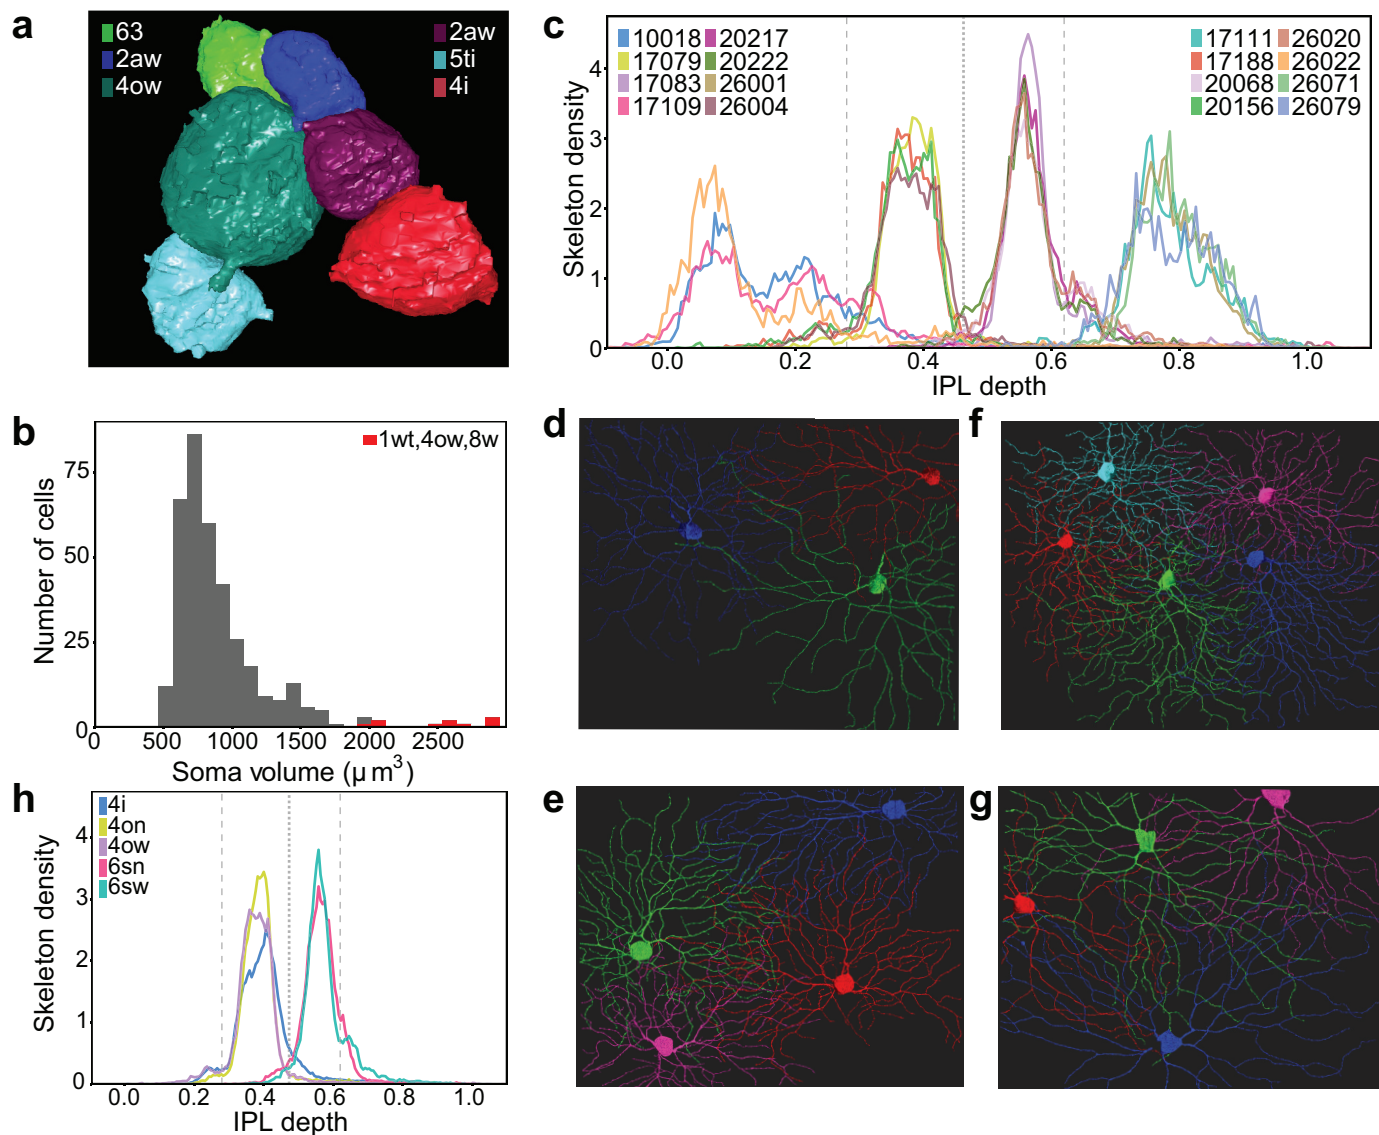 a
63
2aw
4ow
2aw
5ti
4i
c
10018 20217
17079 20222
17083 26001
17109 26004
17111 26020
17188 26022
20068 26071
20156 26079
Skeleton density
4
3
2
1
0
0.0 0.2 0.4 0.6 0.8 1.0
IPL depth
b
1wt,4ow,8w
Number of cells
75
50
25
0
0 500 1000 1500 2000 2500
Soma volume (μm³)
d
f
h
4i
4on
4ow
6sn
6sw
Skeleton density
4
3
2
1
0
0.0 0.2 0.4 0.6 0.8 1.0
IPL depth
e
g